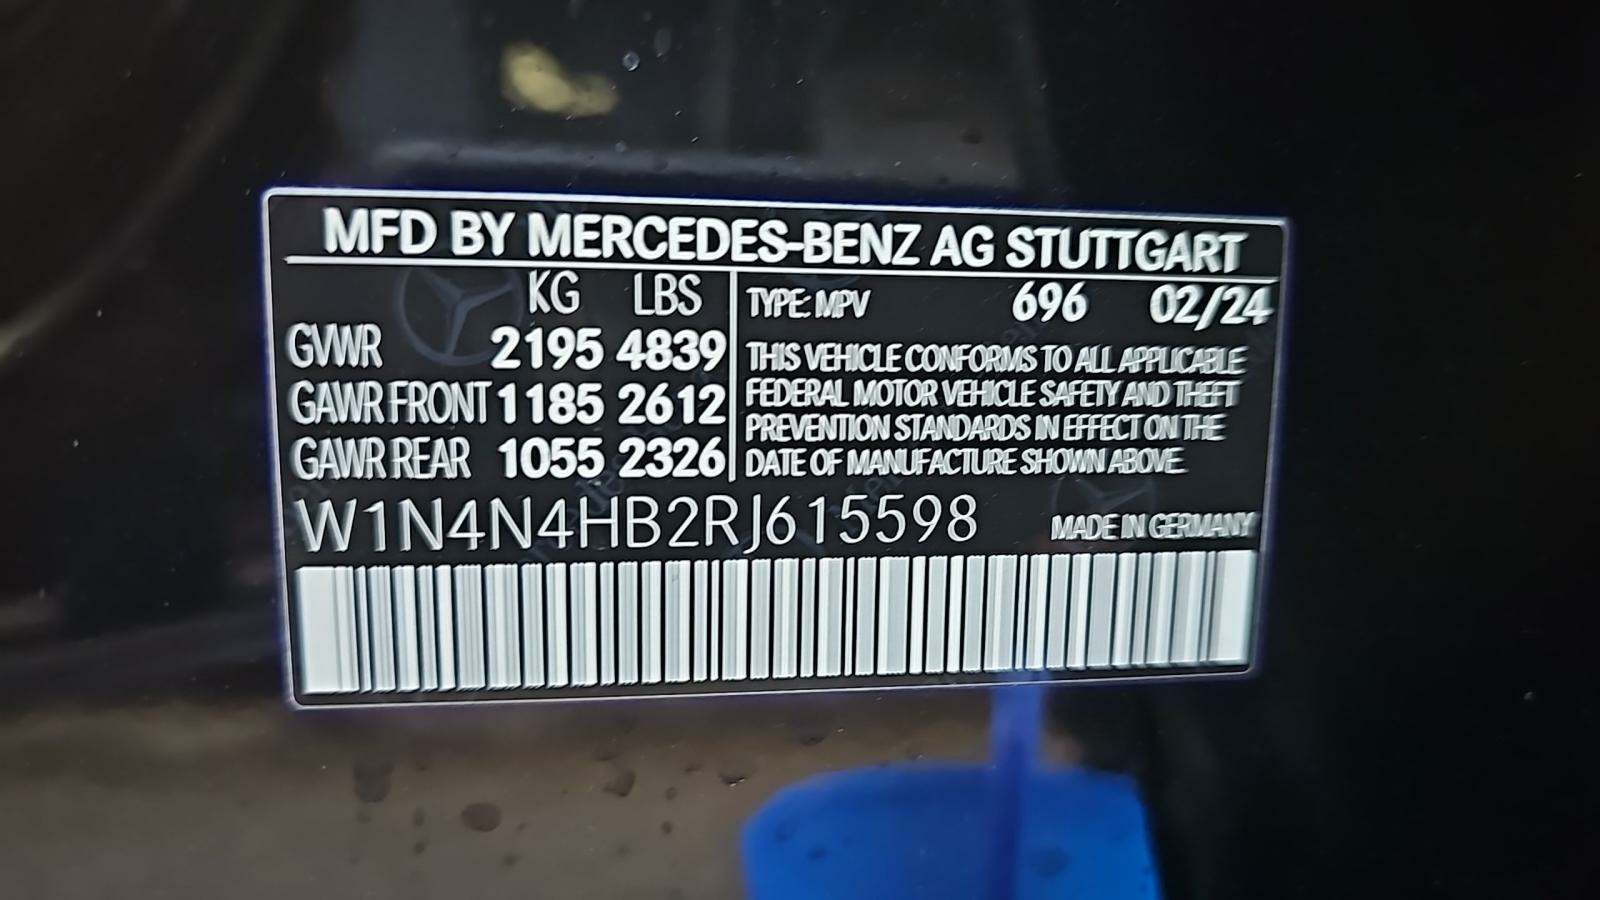 MFD BY MERCEDES-BENZ AG STUTTGART
KG LBS
GVWR 2195 4839
GAWR FRONT 1185 2612
GAWR REAR 1055 2326
TYPE: MPV 696 02/24
THIS VEHICLE CONFORMS TO ALL APPLICABLE
FEDERAL MOTOR VEHICLE SAFETY AND THEFT
PREVENTION STANDARDS IN EFFECT ON THE
DATE OF MANUFACTURE SHOWN ABOVE.
W1N4N4HB2RJ615598
MADE IN GERMANY